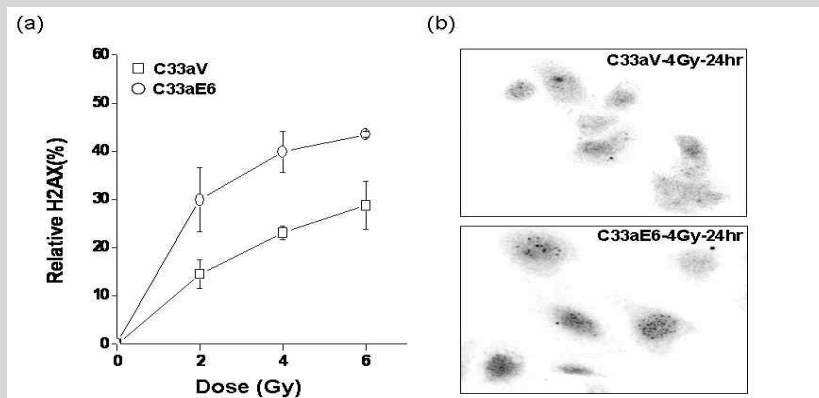 (a)
60
50
40
30
20
10
0
Relative H2AX(%)
C33aV
C33aE6
0 2 4 6
Dose (Gy)
(b)
C33aV-4Gy-24hr
C33aE6-4Gy-24hr